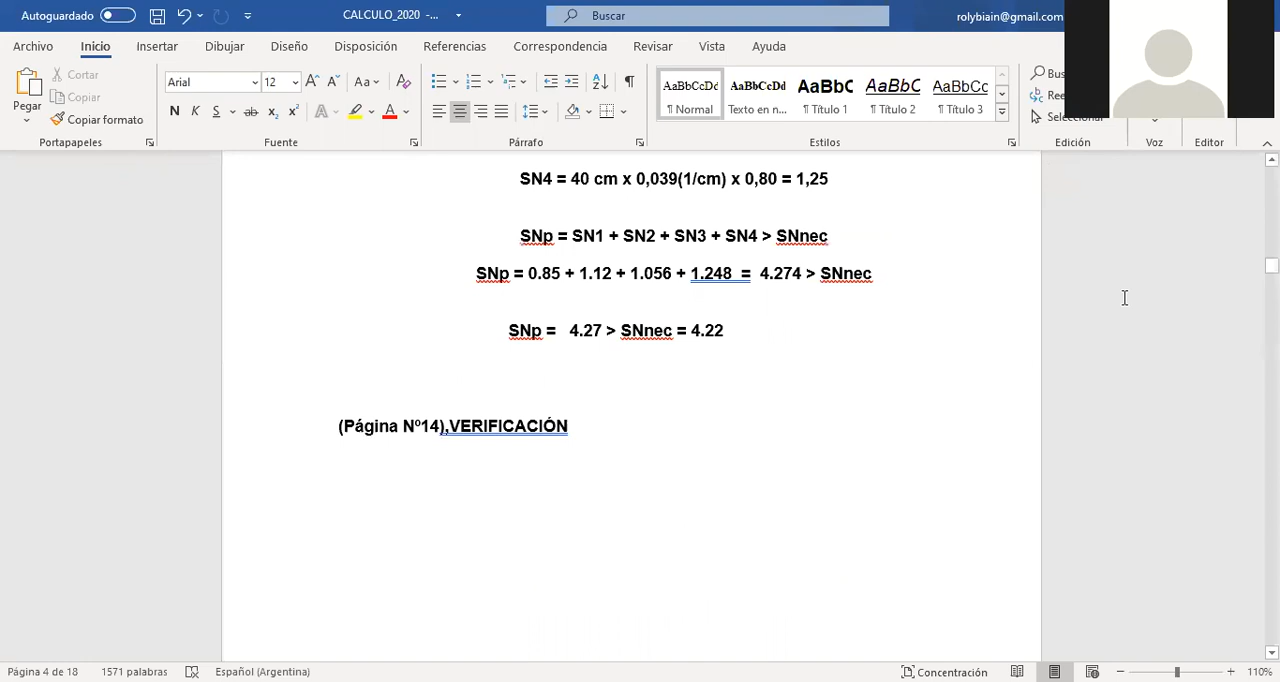 Autoguardado
CALCULO_2020 -...
Buscar
rolybiain@gmail.com
Archivo Inicio Insertar Dibujar Diseño Disposición Referencias Correspondencia Revisar Vista Ayuda
Pegar
Cortar
Copiar
Copiar formato
Portapapeles
Arial 12
Aa
N K S ab x₂ x²
Fuente
Párrafo
AaBbCcDd AaBbCcDd AaBbC AaBbC AaBbCc
¶ Normal Texto en n... ¶ Título 1 ¶ Título 2 ¶ Título 3
Estilos
Edición
Voz
Editor
SN4 = 40 cm x 0,039(1/cm) x 0,80 = 1,25
SNp = SN1 + SN2 + SN3 + SN4 > SNnec
SNp = 0.85 + 1.12 + 1.056 + 1.248 = 4.274 > SNnec
SNp = 4.27 > SNnec = 4.22
(Página Nº14),VERIFICACIÓN
Página 4 de 18 1571 palabras Español (Argentina) Concentración 110%